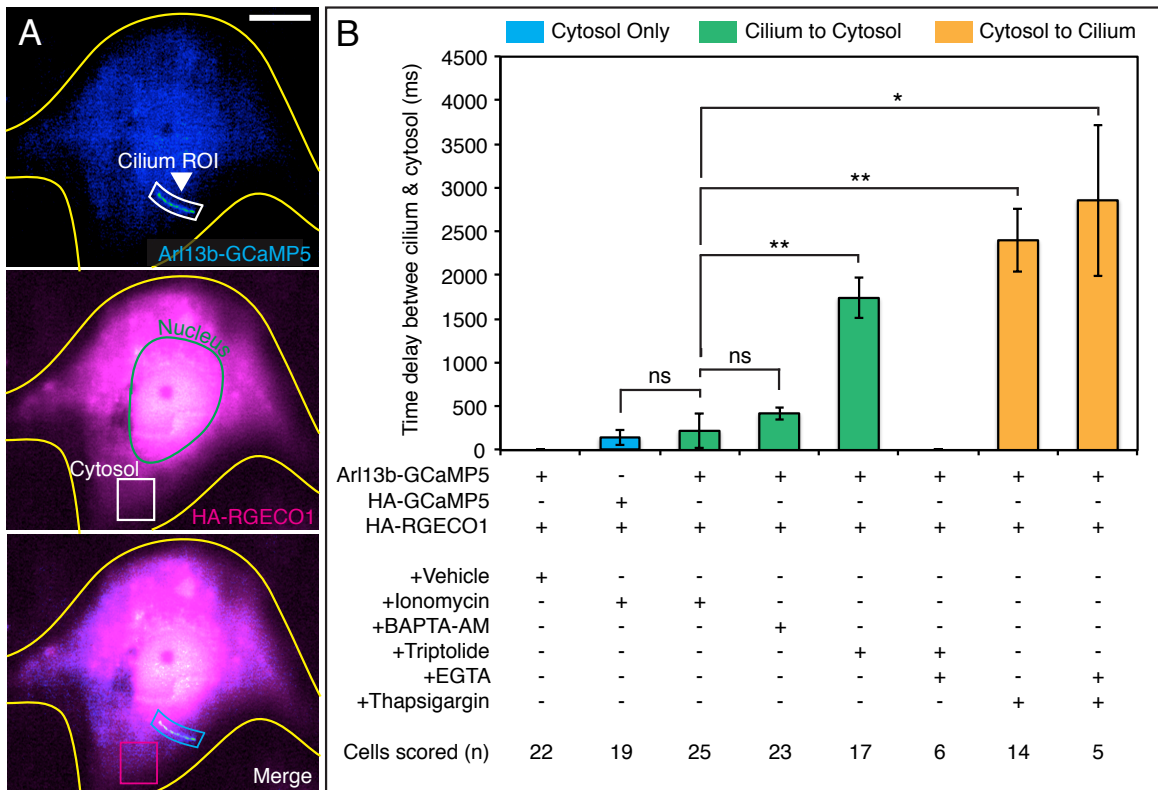 A
Cilium ROI
Arl13b-GCaMP5
Nucleus
Cytosol
HA-RGECO1
Merge
B
Cytosol Only Cilium to Cytosol Cytosol to Cilium
Time delay betwee cilium & cytosol (ms)
4500
4000
3500
3000
2500
2000
1500
1000
500
0
*
**
**
ns
ns
Arl13b-GCaMP5 + - + + + + + +
HA-GCaMP5 - + - - - - - -
HA-RGECO1 + + + + + + + +
+Vehicle + - - - - - - -
+Ionomycin - + + - - - - -
+BAPTA-AM - - - + - - - -
+Triptolide - - - - + + - -
+EGTA - - - - - + - +
+Thapsigargin - - - - - - + +
Cells scored (n) 22 19 25 23 17 6 14 5